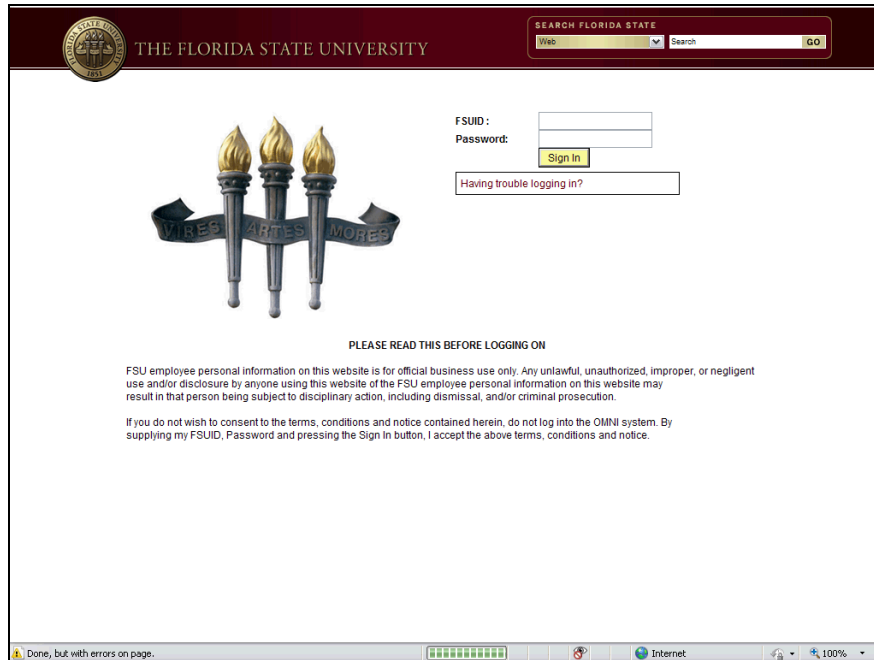 SEARCH FLORIDA STATE
Web Search GO
THE FLORIDA STATE UNIVERSITY
FLORIDA STATE UNIVERSITY
1851
FSUID :
Password:
Sign In
Having trouble logging in?
VIRES ARTES MORES
PLEASE READ THIS BEFORE LOGGING ON
FSU employee personal information on this website is for official business use only. Any unlawful, unauthorized, improper, or negligent
use and/or disclosure by anyone using this website of the FSU employee personal information on this website may
result in that person being subject to disciplinary action, including dismissal, and/or criminal prosecution.
If you do not wish to consent to the terms, conditions and notice contained herein, do not log into the OMNI system. By
supplying my FSUID, Password and pressing the Sign In button, I accept the above terms, conditions and notice.
Done, but with errors on page. Internet 100%